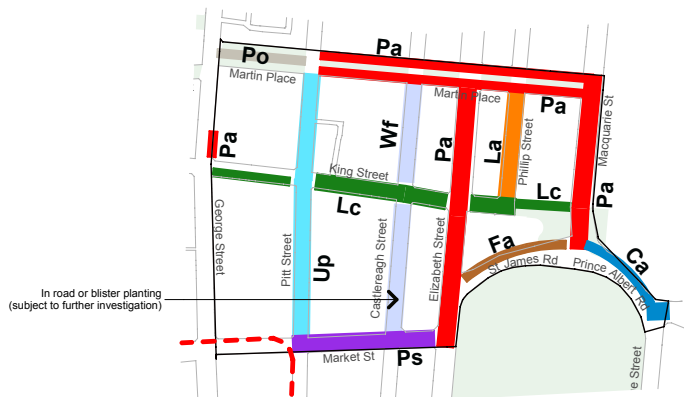 Po
Pa
Martin Place
Martin Place
Pa
Macquarie St
Wf
Pa
La
Phillip Street
Pa
King Street
Lc
Lc
Pa
George Street
Pitt Street
Up
Castlereagh Street
Elizabeth Street
Fa
St James Rd
Prince Albert Rd
Ca
In road or blister planting
(subject to further investigation)
Market St
Ps
e Street